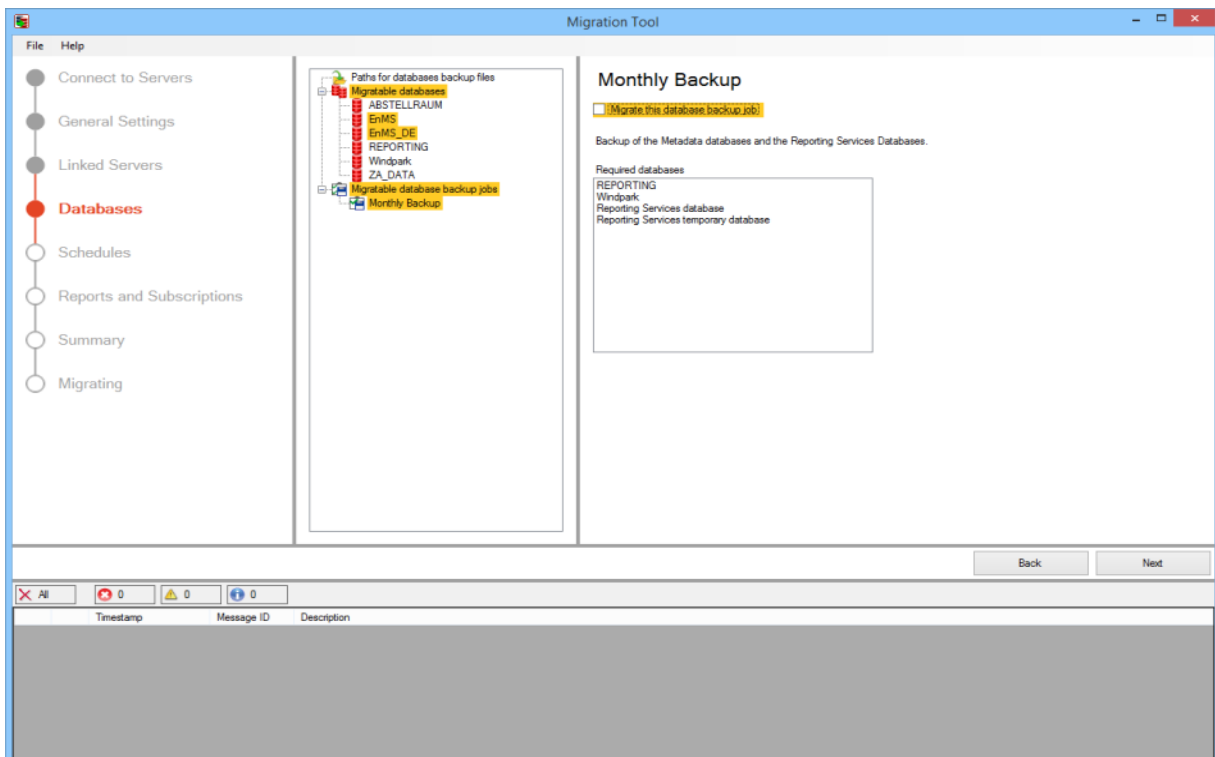 Migration Tool
File Help
Connect to Servers
General Settings
Linked Servers
Databases
Schedules
Reports and Subscriptions
Summary
Migrating
Paths for databases backup files
Migratable databases
ABSTELLRAUM
EnMS
EnMS_DE
REPORTING
Windpark
ZA_DATA
Migratable database backup jobs
Monthly Backup
Monthly Backup
Migrate this database backup job
Backup of the Metadata databases and the Reporting Services Databases.
Required databases
REPORTING
Windpark
Reporting Services database
Reporting Services temporary database
Back Next
All 0 0 0
Timestamp Message ID Description